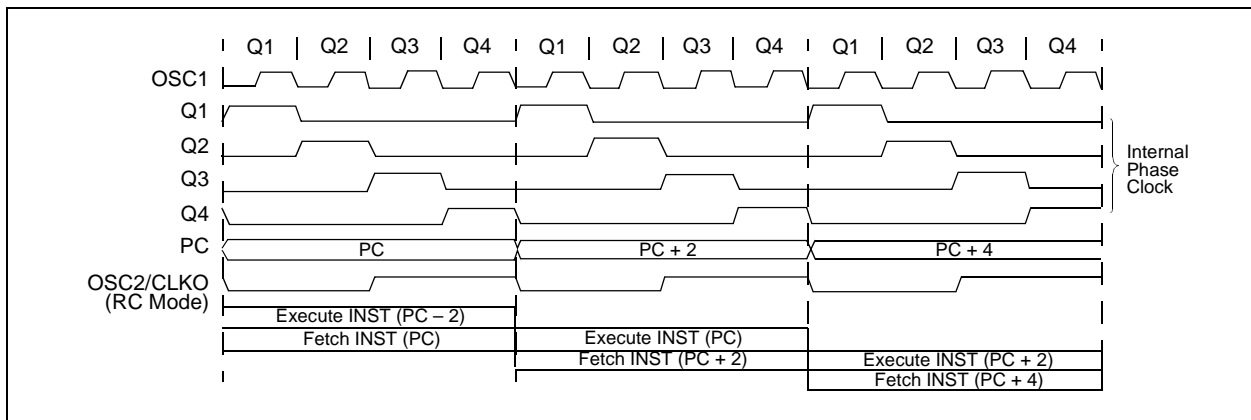 Q1 Q2 Q3 Q4 Q1 Q2 Q3 Q4 Q1 Q2 Q3 Q4
OSC1
Q1
Q2
Q3
Q4
PC
PC PC + 2 PC + 4
OSC2/CLKO
(RC Mode)
Internal
Phase
Clock
Execute INST (PC – 2)
Fetch INST (PC) Execute INST (PC)
Fetch INST (PC + 2) Execute INST (PC + 2)
Fetch INST (PC + 4)